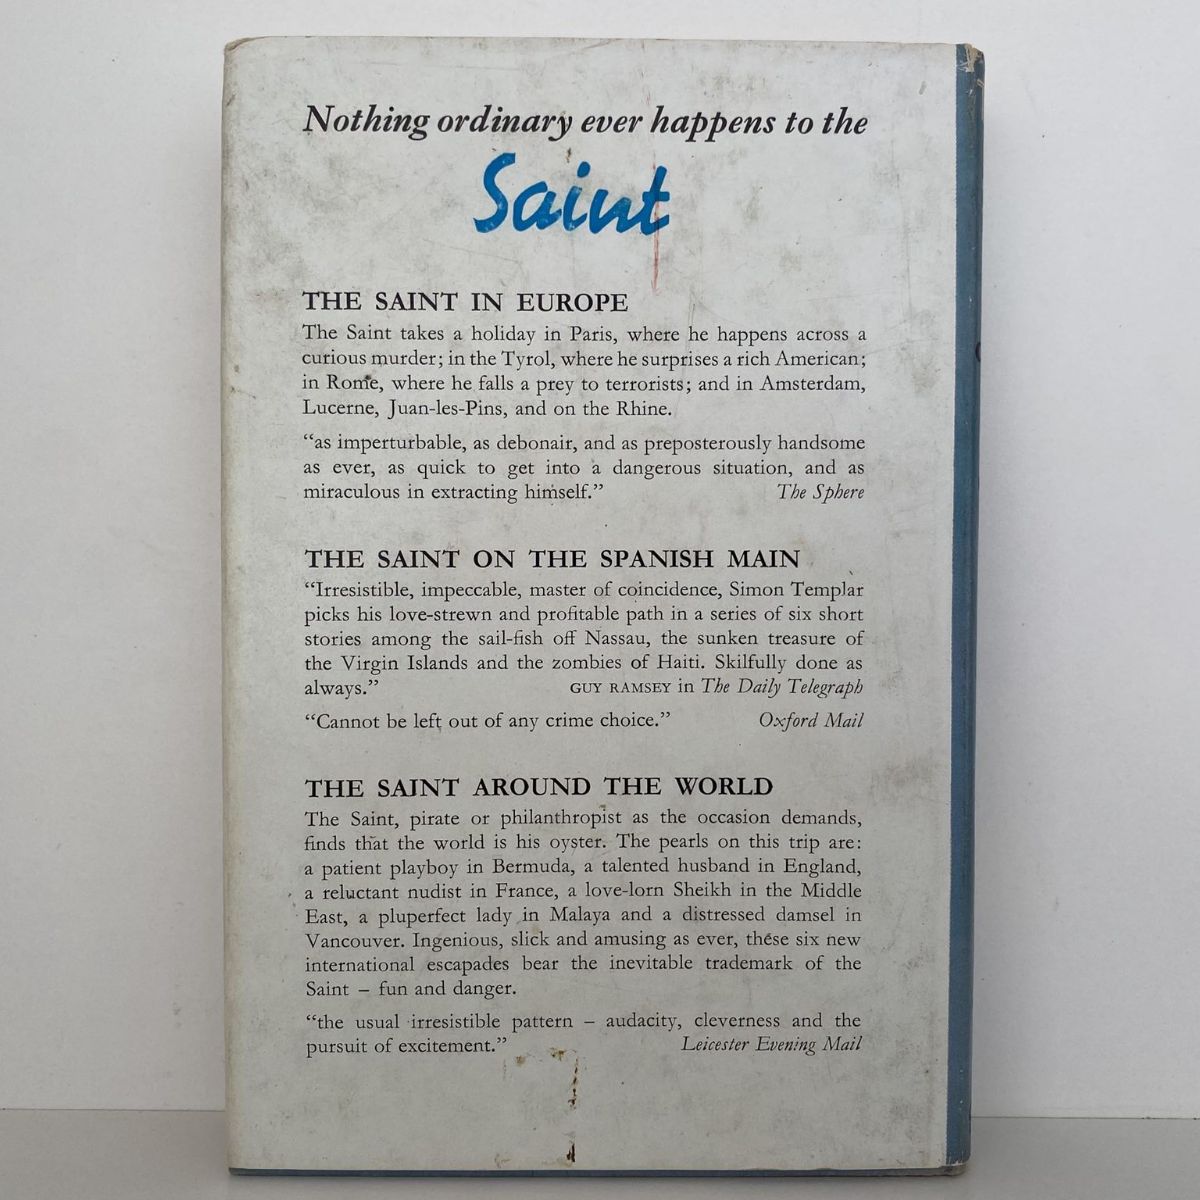 Nothing ordinary ever happens to the
Saint
THE SAINT IN EUROPE
The Saint takes a holiday in Paris, where he happens across a
curious murder; in the Tyrol, where he surprises a rich American;
in Rome, where he falls a prey to terrorists; and in Amsterdam,
Lucerne, Juan-les-Pins, and on the Rhine.
“as imperturbable, as debonair, and as preposterously handsome
as ever, as quick to get into a dangerous situation, and as
miraculous in extracting himself.” The Sphere
THE SAINT ON THE SPANISH MAIN
“Irresistible, impeccable, master of coincidence, Simon Templar
picks his love-strewn and profitable path in a series of six short
stories among the sail-fish off Nassau, the sunken treasure of
the Virgin Islands and the zombies of Haiti. Skilfully done as
always.” GUY RAMSEY in The Daily Telegraph
“Cannot be left out of any crime choice.” Oxford Mail
THE SAINT AROUND THE WORLD
The Saint, pirate or philanthropist as the occasion demands,
finds that the world is his oyster. The pearls on this trip are:
a patient playboy in Bermuda, a talented husband in England,
a reluctant nudist in France, a love-lorn Sheikh in the Middle
East, a pluperfect lady in Malaya and a distressed damsel in
Vancouver. Ingenious, slick and amusing as ever, these six new
international escapades bear the inevitable trademark of the
Saint – fun and danger.
“the usual irresistible pattern – audacity, cleverness and the
pursuit of excitement.” Leicester Evening Mail